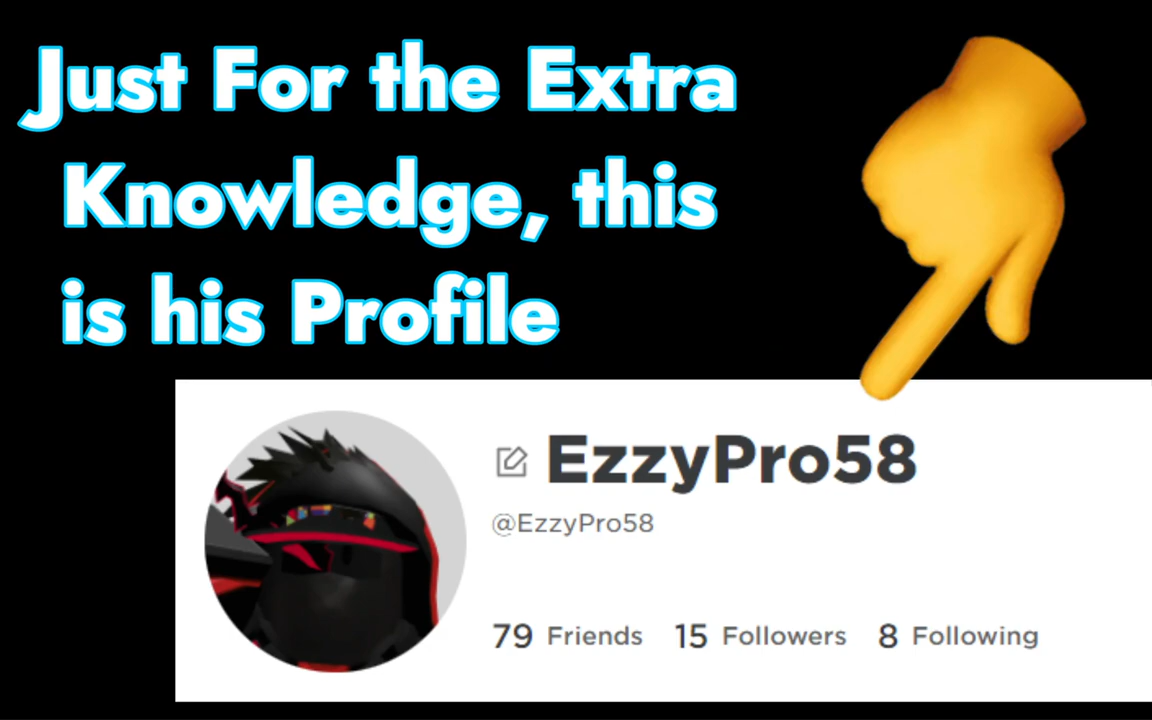 Just For the Extra
Knowledge, this
is his Profile
EzzyPro58
@EzzyPro58
79 Friends 15 Followers 8 Following